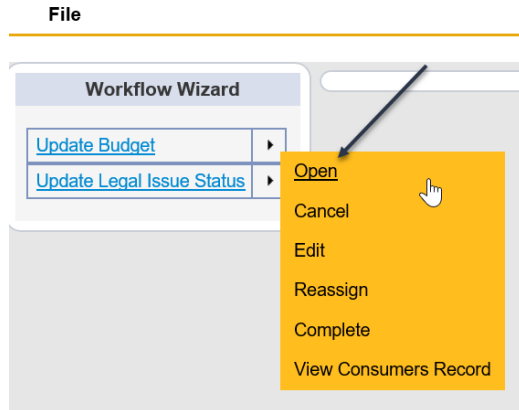 File
Workflow Wizard
Update Budget
Update Legal Issue Status
Open
Cancel
Edit
Reassign
Complete
View Consumers Record